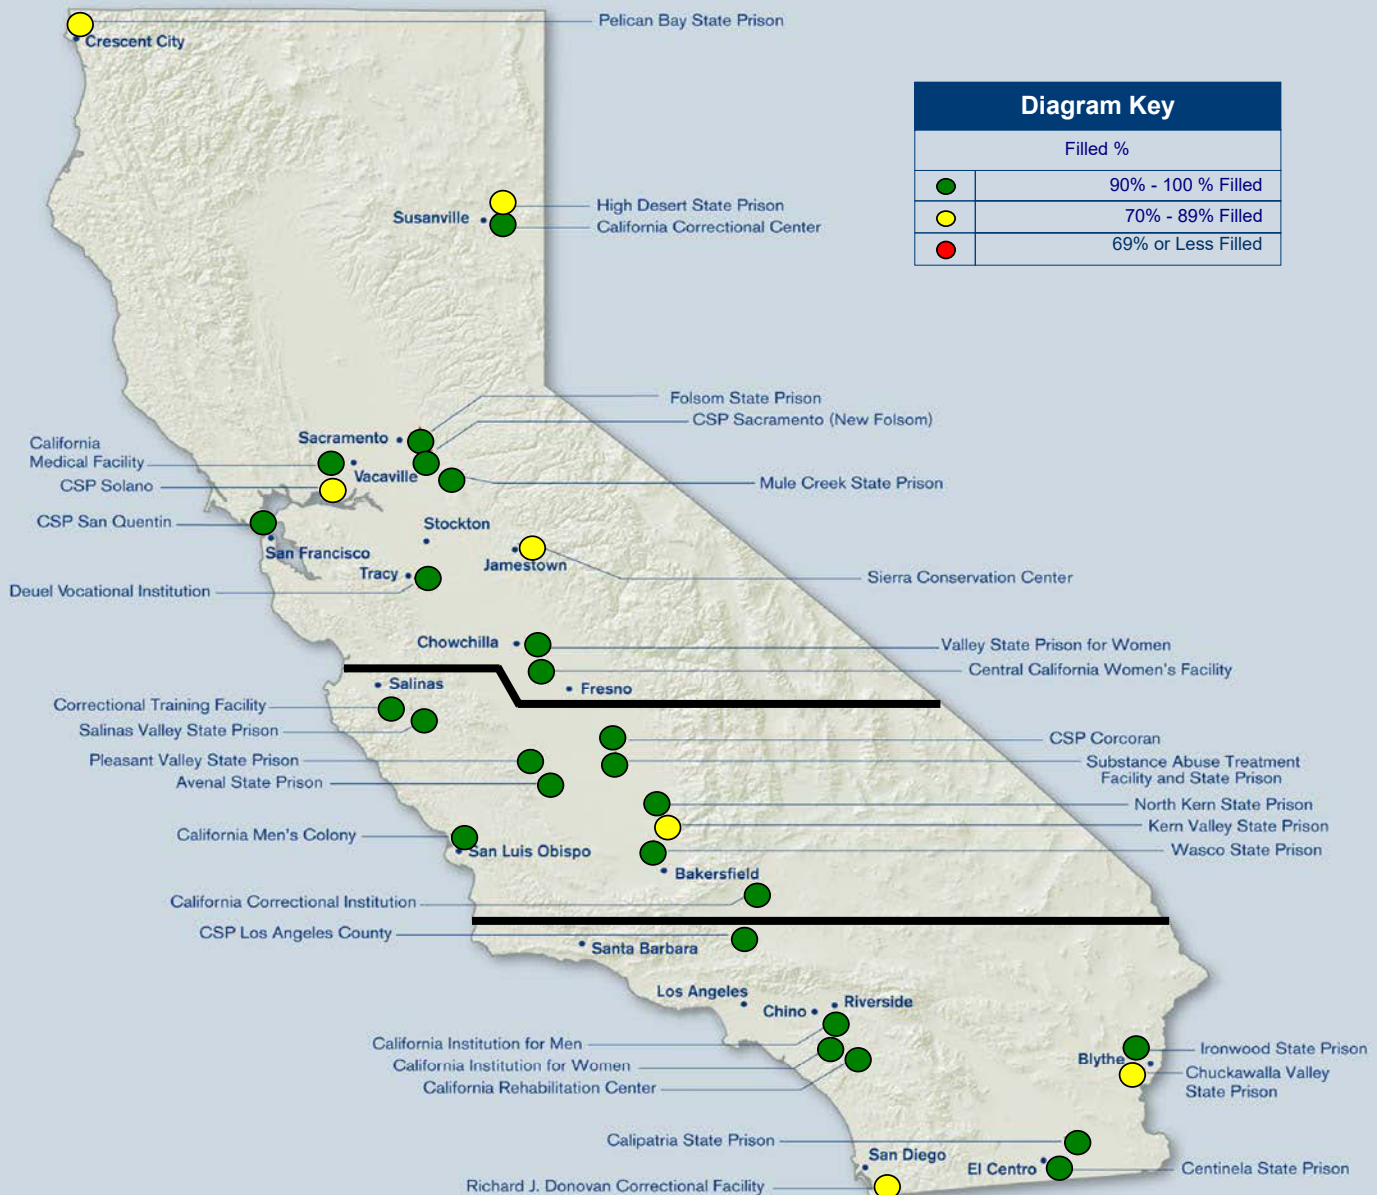 Pelican Bay State Prison
Crescent City
Diagram Key
Filled %
90% - 100 % Filled
70% - 89% Filled
69% or Less Filled
High Desert State Prison
Susanville
California Correctional Center
Folsom State Prison
CSP Sacramento (New Folsom)
Sacramento
California
Medical Facility
Vacaville
CSP Solano
Mule Creek State Prison
CSP San Quentin
Stockton
San Francisco
Jamestown
Tracy
Sierra Conservation Center
Deuel Vocational Institution
Chowchilla
Valley State Prison for Women
Central California Women's Facility
Salinas
Fresno
Correctional Training Facility
Salinas Valley State Prison
CSP Corcoran
Pleasant Valley State Prison
Substance Abuse Treatment
Facility and State Prison
Avenal State Prison
North Kern State Prison
Kern Valley State Prison
California Men's Colony
San Luis Obispo
Wasco State Prison
Bakersfield
California Correctional Institution
CSP Los Angeles County
Santa Barbara
Los Angeles
Chino
Riverside
California Institution for Men
California Institution for Women
California Rehabilitation Center
Ironwood State Prison
Blythe
Chuckawalla Valley
State Prison
Calipatria State Prison
San Diego
El Centro
Centinela State Prison
Richard J. Donovan Correctional Facility